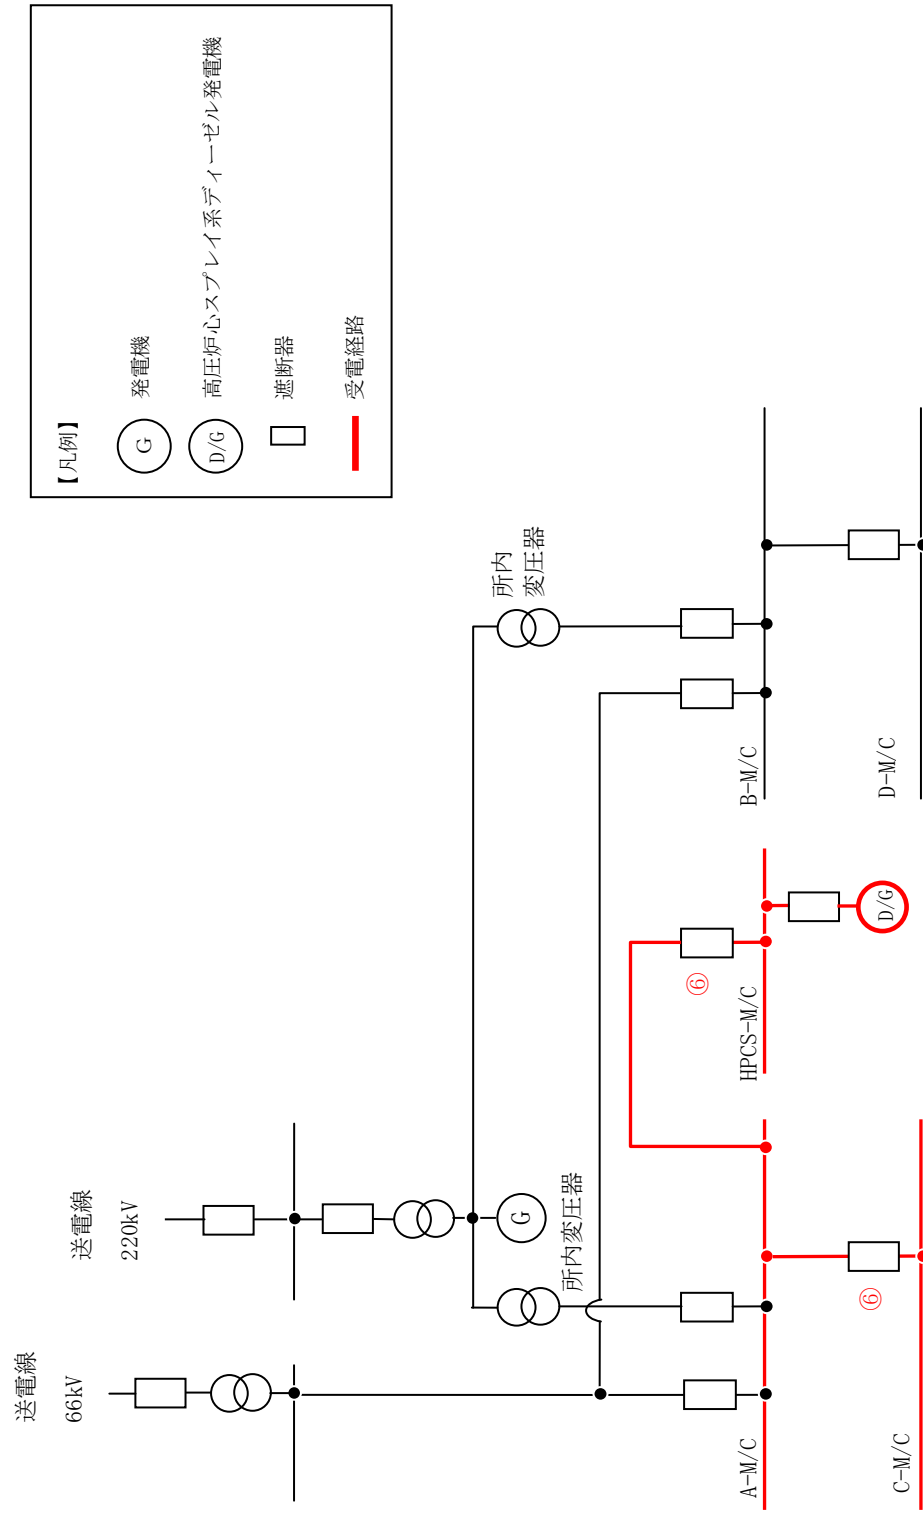 【凡例】
G
発電機
D/G
高圧炉心スプレイ系ディーゼル発電機
遮断器
受電経路
送電線
66kV
送電線
220kV
G
所内変圧器
所内
変圧器
A-M/C
⑥
HPCS-M/C
D/G
B-M/C
C-M/C
⑥
D-M/C